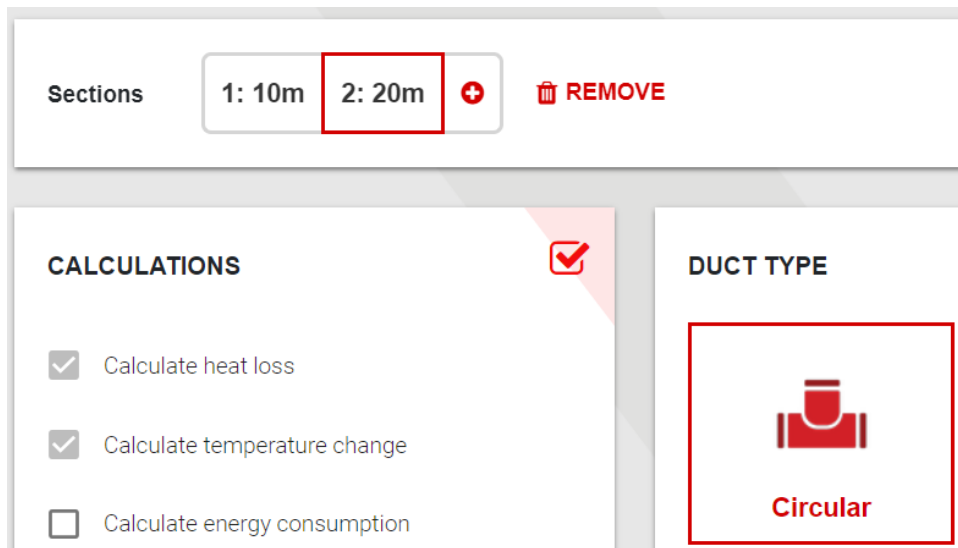 Sections 1: 10m 2: 20m REMOVE
CALCULATIONS
Calculate heat loss
Calculate temperature change
Calculate energy consumption
DUCT TYPE
Circular